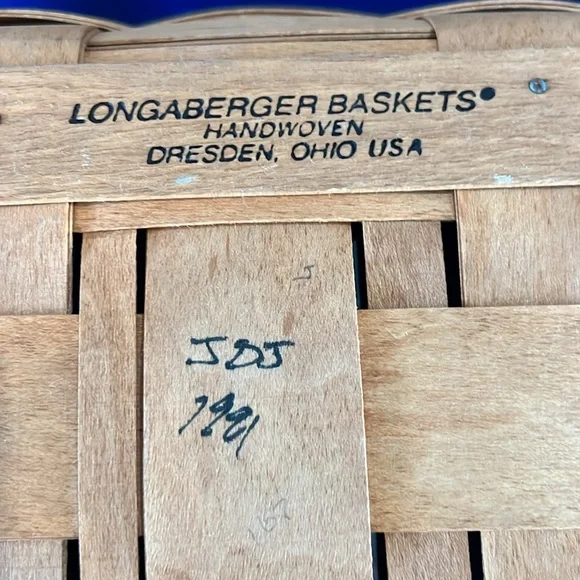 LONGABERGER BASKETS®
HANDWOVEN
DRESDEN, OHIO USA
J
JDJ
1991